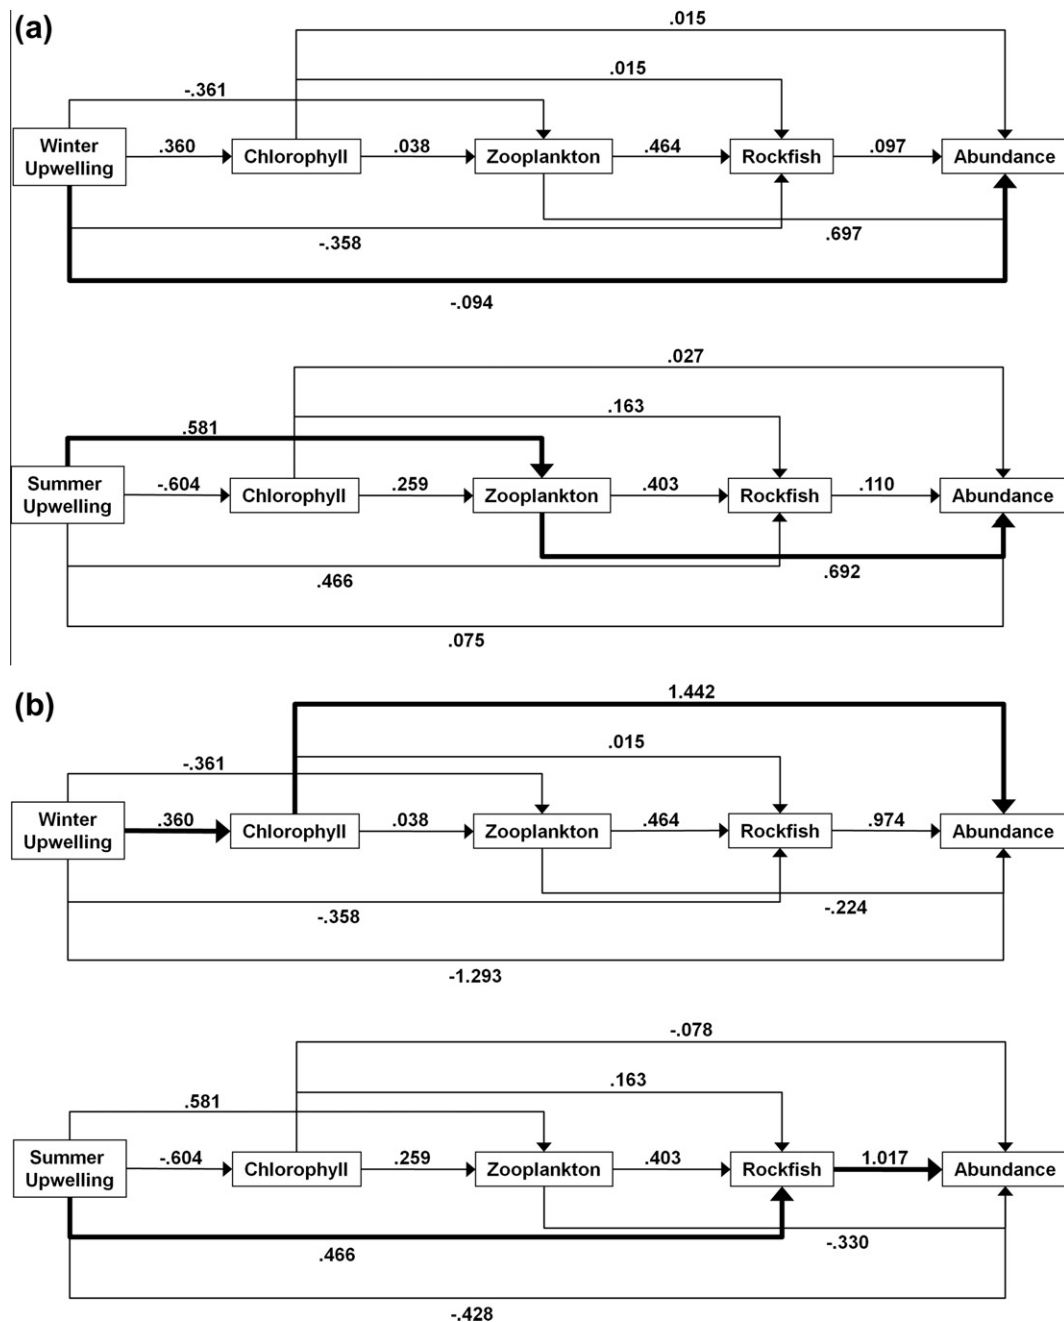 (a)
.015
.015
-.361
Winter
Upwelling
.360
Chlorophyll
.038
Zooplankton
.464
Rockfish
.097
Abundance
-.358
.697
-.094
.027
.163
.581
Summer
Upwelling
-.604
Chlorophyll
.259
Zooplankton
.403
Rockfish
.110
Abundance
.466
.692
.075
(b)
1.442
.015
-.361
Winter
Upwelling
.360
Chlorophyll
.038
Zooplankton
.464
Rockfish
.974
Abundance
-.358
-.224
-1.293
-.078
.163
.581
Summer
Upwelling
-.604
Chlorophyll
.259
Zooplankton
.403
Rockfish
1.017
Abundance
.466
-.330
-.428